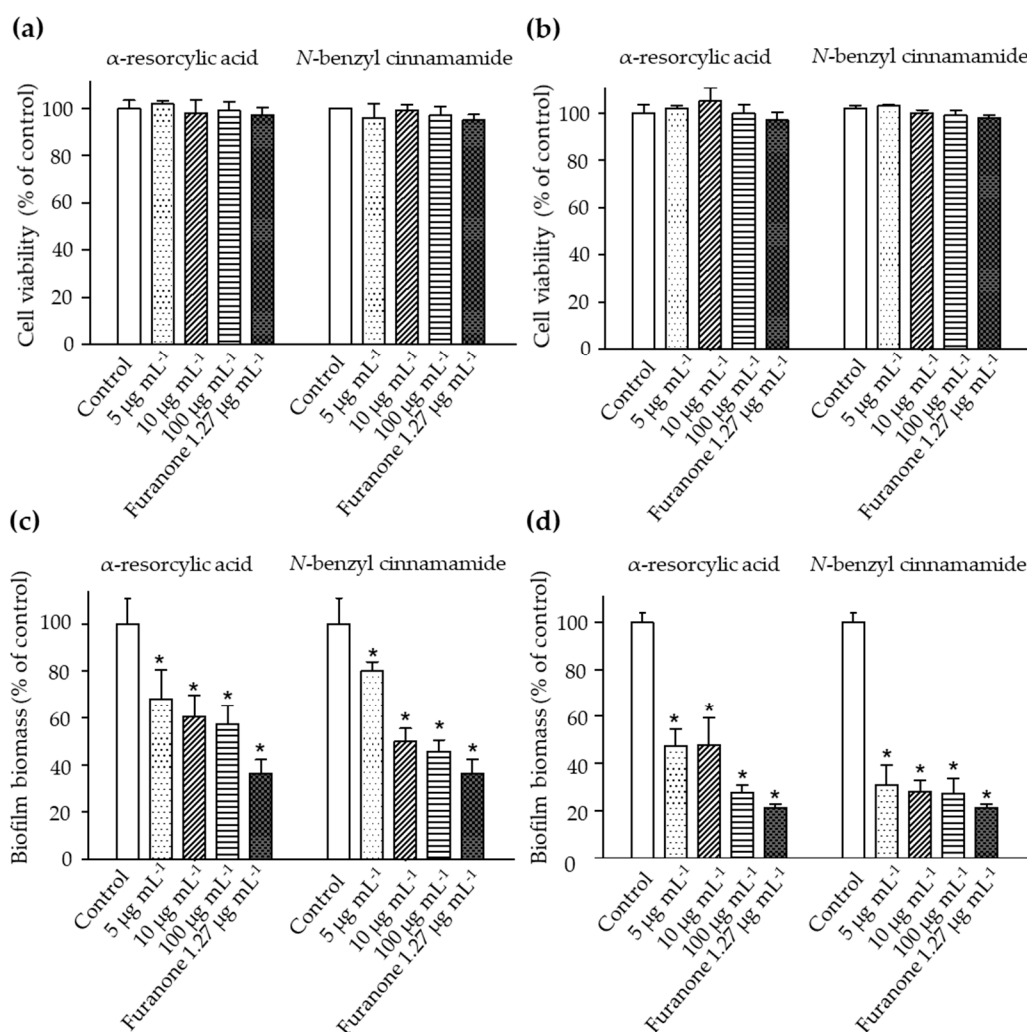 (a)
α-resorcylic acid N-benzyl cinnamamide
Cell viability (% of control)
100
80
60
40
20
0
Control
5 µg mL-1
10 µg mL-1
100 µg mL-1
Furanone 1.27 µg mL-1
Control
5 µg mL-1
10 µg mL-1
100 µg mL-1
Furanone 1.27 µg mL-1
(b)
α-resorcylic acid N-benzyl cinnamamide
Cell viability (% of control)
100
80
60
40
20
0
Control
5 µg mL-1
10 µg mL-1
100 µg mL-1
Furanone 1.27 µg mL-1
Control
5 µg mL-1
10 µg mL-1
100 µg mL-1
Furanone 1.27 µg mL-1
(c)
α-resorcylic acid N-benzyl cinnamamide
Biofilm biomass (% of control)
100
80
60
40
20
0
* * * * * * * *
Control
5 µg mL-1
10 µg mL-1
100 µg mL-1
Furanone 1.27 µg mL-1
Control
5 µg mL-1
10 µg mL-1
100 µg mL-1
Furanone 1.27 µg mL-1
(d)
α-resorcylic acid N-benzyl cinnamamide
Biofilm biomass (% of control)
100
80
60
40
20
0
* * * * * * * *
Control
5 µg mL-1
10 µg mL-1
100 µg mL-1
Furanone 1.27 µg mL-1
Control
5 µg mL-1
10 µg mL-1
100 µg mL-1
Furanone 1.27 µg mL-1